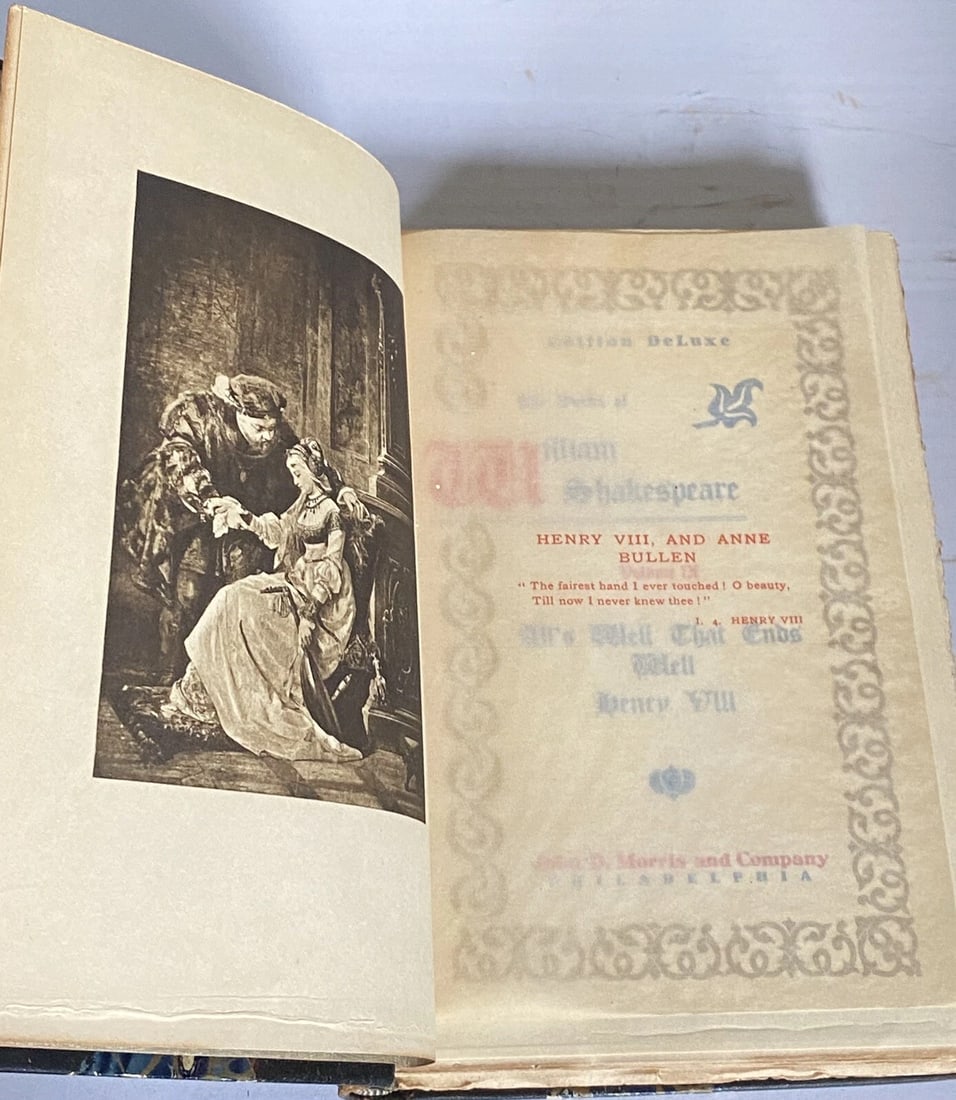 Edition DeLuxe
Works of
William
Shakespeare
HENRY VIII, AND ANNE
BULLEN
“ The fairest hand I ever touched! O beauty,
Till now I never knew thee!”
I. 4. HENRY VIII
All's Well That Ends
Well
Henry VIII
John D. Morris and Company
PHILADELPHIA